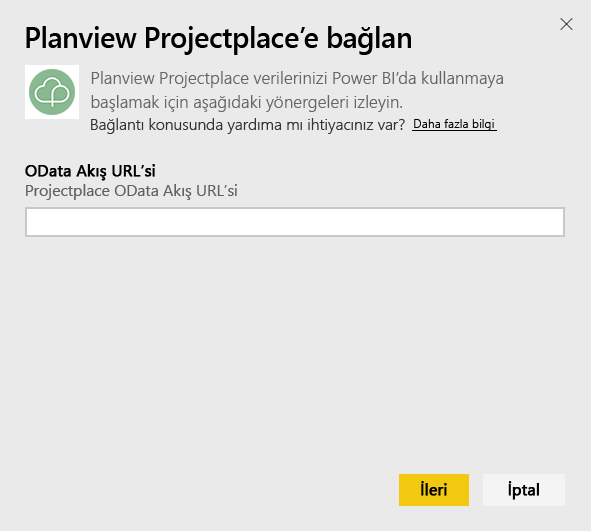 Planview Projectplace’e bağlan
Planview Projectplace verilerinizi Power BI’da kullanmaya
başlamak için aşağıdaki yönergeleri izleyin.
Bağlantı konusunda yardıma mı ihtiyacınız var? Daha fazla bilgi
OData Akış URL’si
Projectplace OData Akış URL’si
İleri
İptal